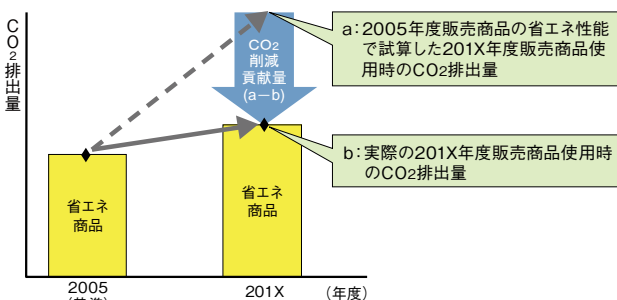 CO2排出量
CO2
削減
貢献量
(a−b)
a：2005年度販売商品の省エネ性能
で試算した201X年度販売商品使
用時のCO2排出量
b：実際の201X年度販売商品使用時
のCO2排出量
省エネ
商品
省エネ
商品
2005
201X
(年度)